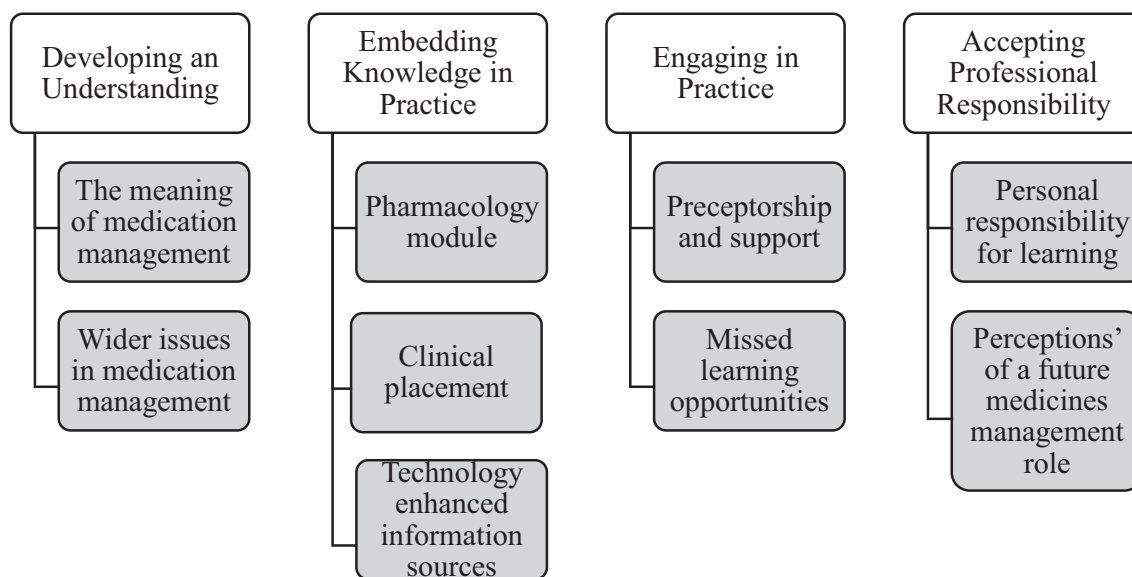 Developing an
Understanding
The meaning
of medication
management
Wider issues
in medication
management
Embedding
Knowledge in
Practice
Pharmacology
module
Clinical
placement
Technology
enhanced
information
sources
Engaging in
Practice
Preceptorship
and support
Missed
learning
opportunities
Accepting
Professional
Responsibility
Personal
responsibility
for learning
Perceptions’
of a future
medicines
management
role